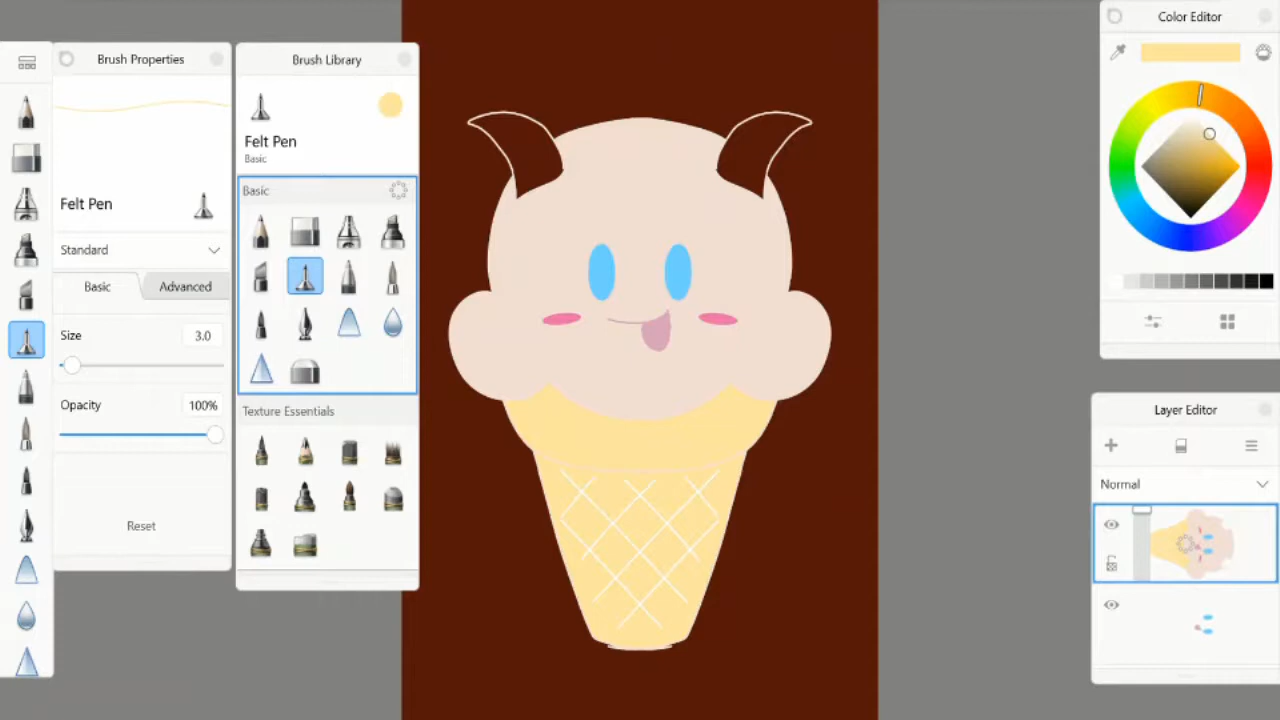 Brush Properties
Felt Pen
Standard
Basic
Advanced
Size
3.0
Opacity
100%
Reset
Brush Library
Felt Pen
Basic
Basic
Texture Essentials
Color Editor
Layer Editor
Normal